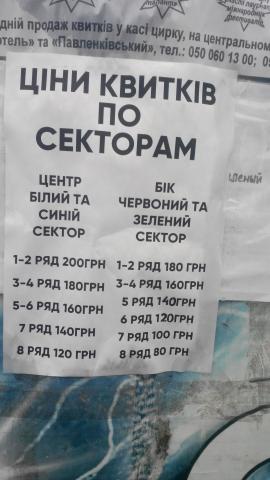 дній продаж квитків у касі цирку, на центральном
отель» та «Павленківський», тел.: 050 060 13 00;
ЦІНИ КВИТКІВ
ПО
СЕКТОРАМ
ЦЕНТР
БІЛИЙ ТА
СИНІЙ
СЕКТОР
1-2 РЯД 200ГРН
3-4 РЯД 180ГРН
5-6 РЯД 160ГРН
7 РЯД 140ГРН
8 РЯД 120 ГРН
БІК
ЧЕРВОНИЙ ТА
ЗЕЛЕНИЙ
СЕКТОР
1-2 РЯД 180 ГРН
3-4 РЯД 160ГРН
5 РЯД 140ГРН
6 РЯД 120ГРН
7 РЯД 100 ГРН
8 РЯД 80 ГРН